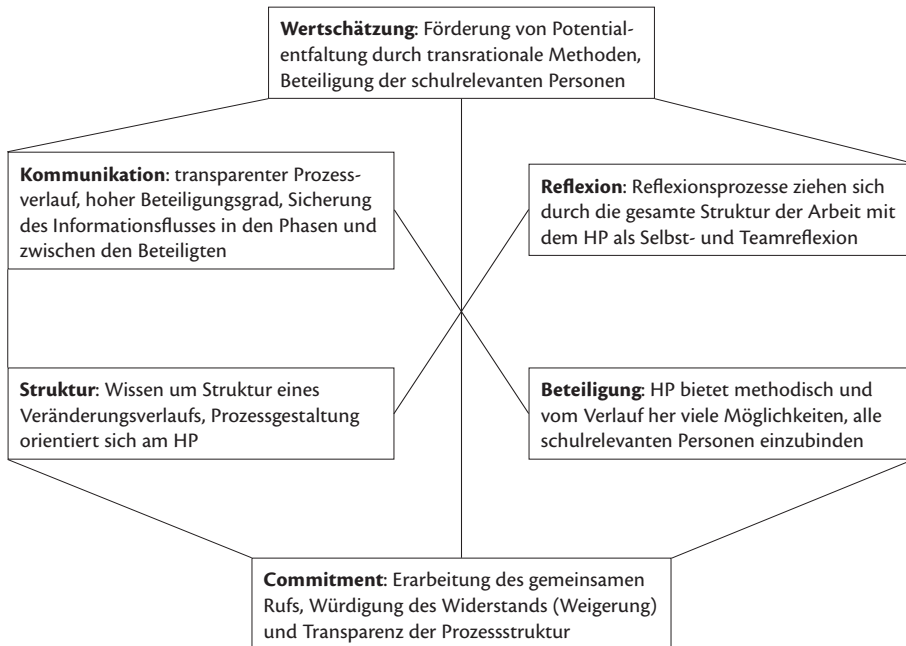 Wertschätzung: Förderung von Potential-
entfaltung durch transrationale Methoden,
Beteiligung der schulrelevanten Personen
Kommunikation: transparenter Prozess-
verlauf, hoher Beteiligungsgrad, Sicherung
des Informationsflusses in den Phasen und
zwischen den Beteiligten
Reflexion: Reflexionsprozesse ziehen sich
durch die gesamte Struktur der Arbeit mit
dem HP als Selbst- und Teamreflexion
Struktur: Wissen um Struktur eines
Veränderungsverlaufs, Prozessgestaltung
orientiert sich am HP
Beteiligung: HP bietet methodisch und
vom Verlauf her viele Möglichkeiten, alle
schulrelevanten Personen einzubinden
Commitment: Erarbeitung des gemeinsamen
Rufs, Würdigung des Widerstands (Weigerung)
und Transparenz der Prozessstruktur